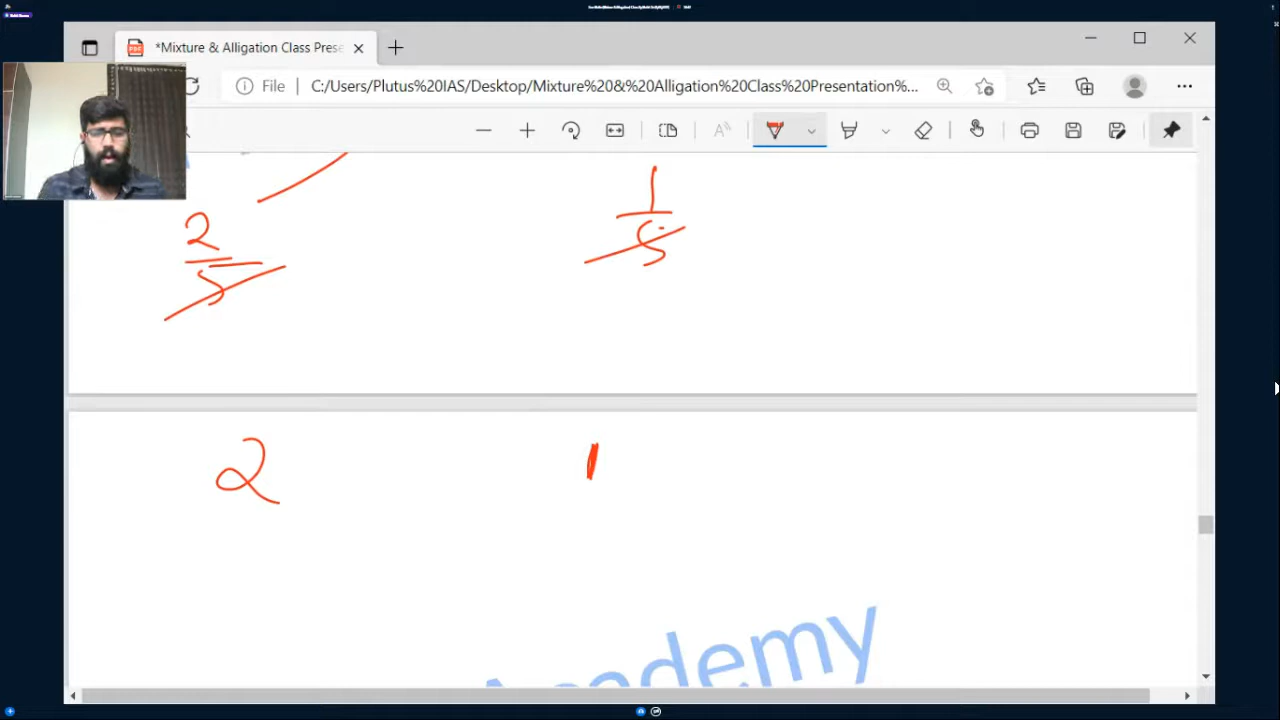 *Mixture & Alligation Class Prese
File
C:/Users/Plutus%20IAS/Desktop/Mixture%20&%20Alligation%20Class%20Presentation%...
2/5
1/5
2
1
Academy